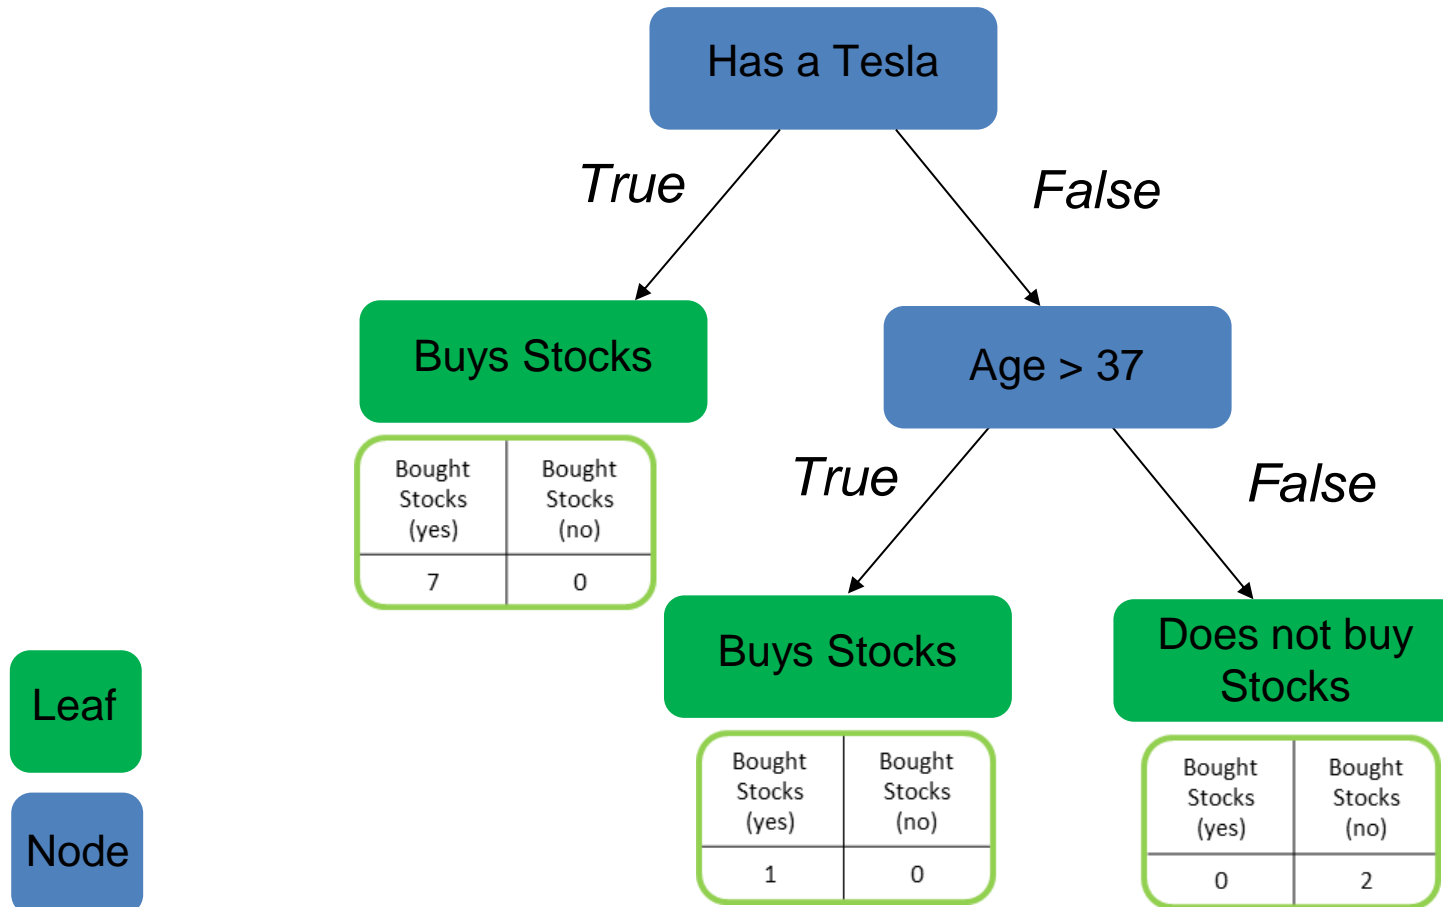 Has a Tesla
True
False
Buys Stocks
Age > 37
Bought
Stocks
(yes)
Bought
Stocks
(no)
7
0
True
False
Buys Stocks
Does not buy
Stocks
Leaf
Node
Bought
Stocks
(yes)
Bought
Stocks
(no)
1
0
Bought
Stocks
(yes)
Bought
Stocks
(no)
0
2